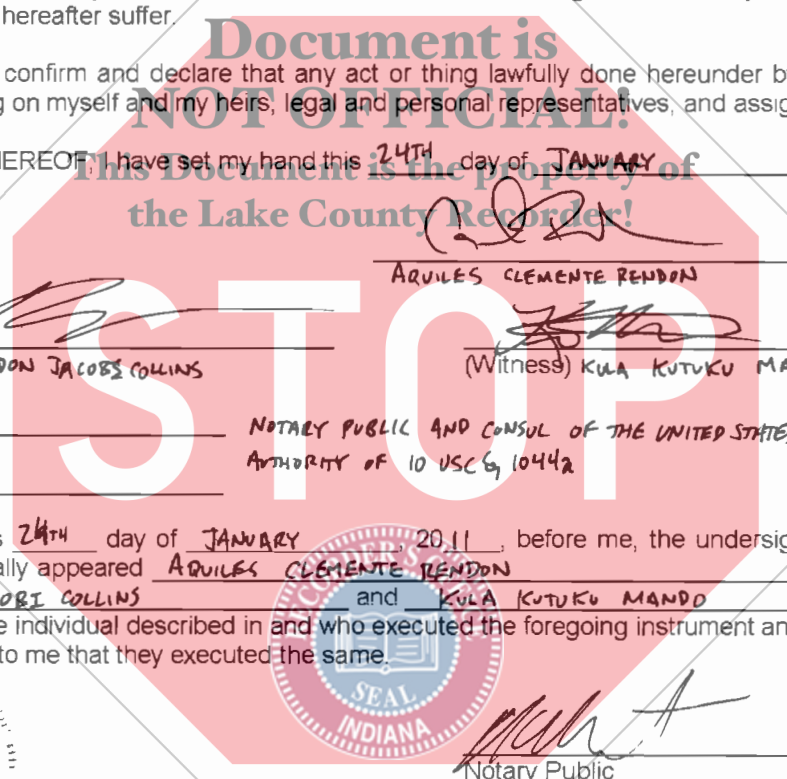 hereafter suffer.
Document is
confirm and declare that any act or thing lawfully done hereunder b
g on myself and my heirs, legal and personal representatives, and assig
NOT OFFICIAL!
HEREOF, I have set my hand this 24TH day of JANUARY
This Document is the property of
the Lake County Recorder!
AQUILES CLEMENTE RENDON
STOP
DON JACOBI COLLINS
(Witness) KULA KUTUKU MA
NOTARY PUBLIC AND CONSUL OF THE UNITED STATES
AUTHORITY OF 10 USC § 1044a
s 24TH day of JANUARY, 2011, before me, the undersig
ally appeared AQUILES CLEMENTE RENDON
OBI COLLINS and KULA KUTUKU MANDO
e individual described in and who executed the foregoing instrument an
to me that they executed the same.
RECORDER'S OFFICE
SEAL
INDIANA
Notary Public